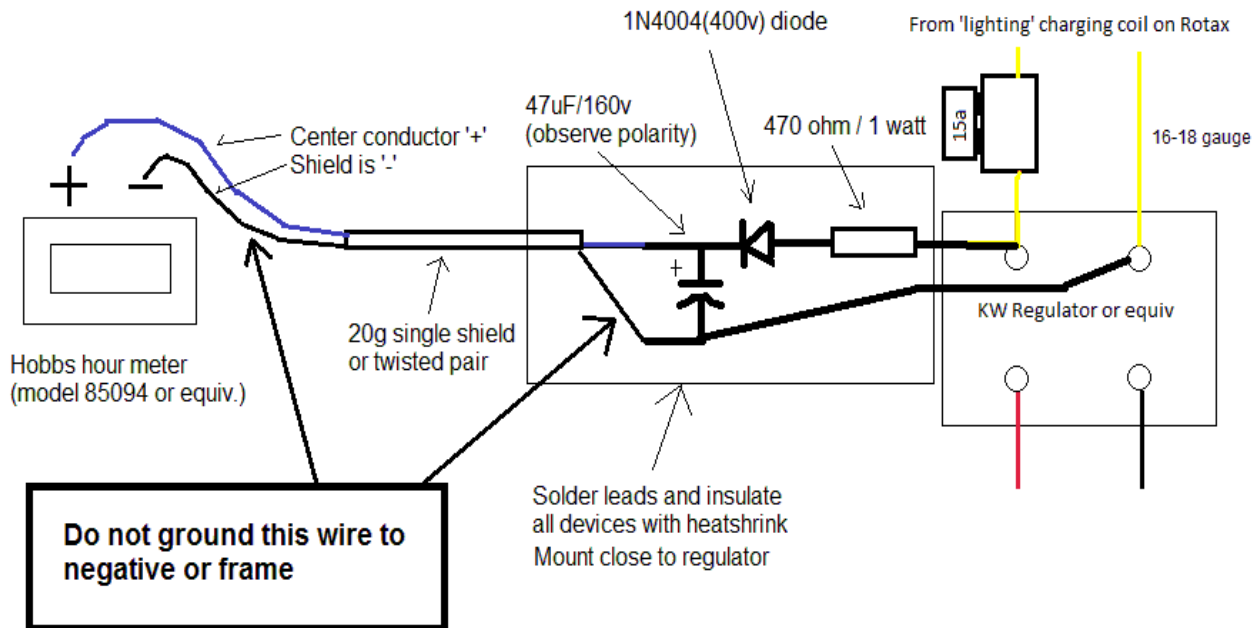 1N4004(400v) diode
From 'lighting' charging coil on Rotax
47uF/160v
(observe polarity)
470 ohm / 1 watt
15a
16-18 gauge
Center conductor '+'
Shield is '-'
+
-
+
20g single shield
or twisted pair
KW Regulator or equiv
Hobbs hour meter
(model 85094 or equiv.)
Solder leads and insulate
all devices with heatshrink
Mount close to regulator
Do not ground this wire to
negative or frame